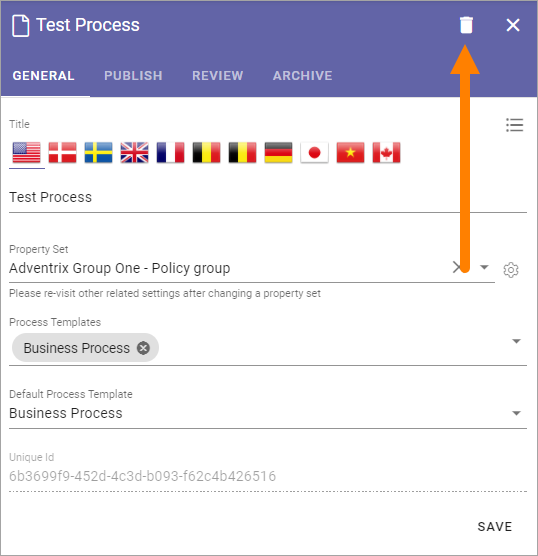 Test Process
GENERAL PUBLISH REVIEW ARCHIVE
Title
Test Process
Property Set
Adventrix Group One - Policy group
Please re-visit other related settings after changing a property set
Process Templates
Business Process
Default Process Template
Business Process
Unique Id
6b3699f9-452d-4c3d-b093-f62c4b426516
SAVE